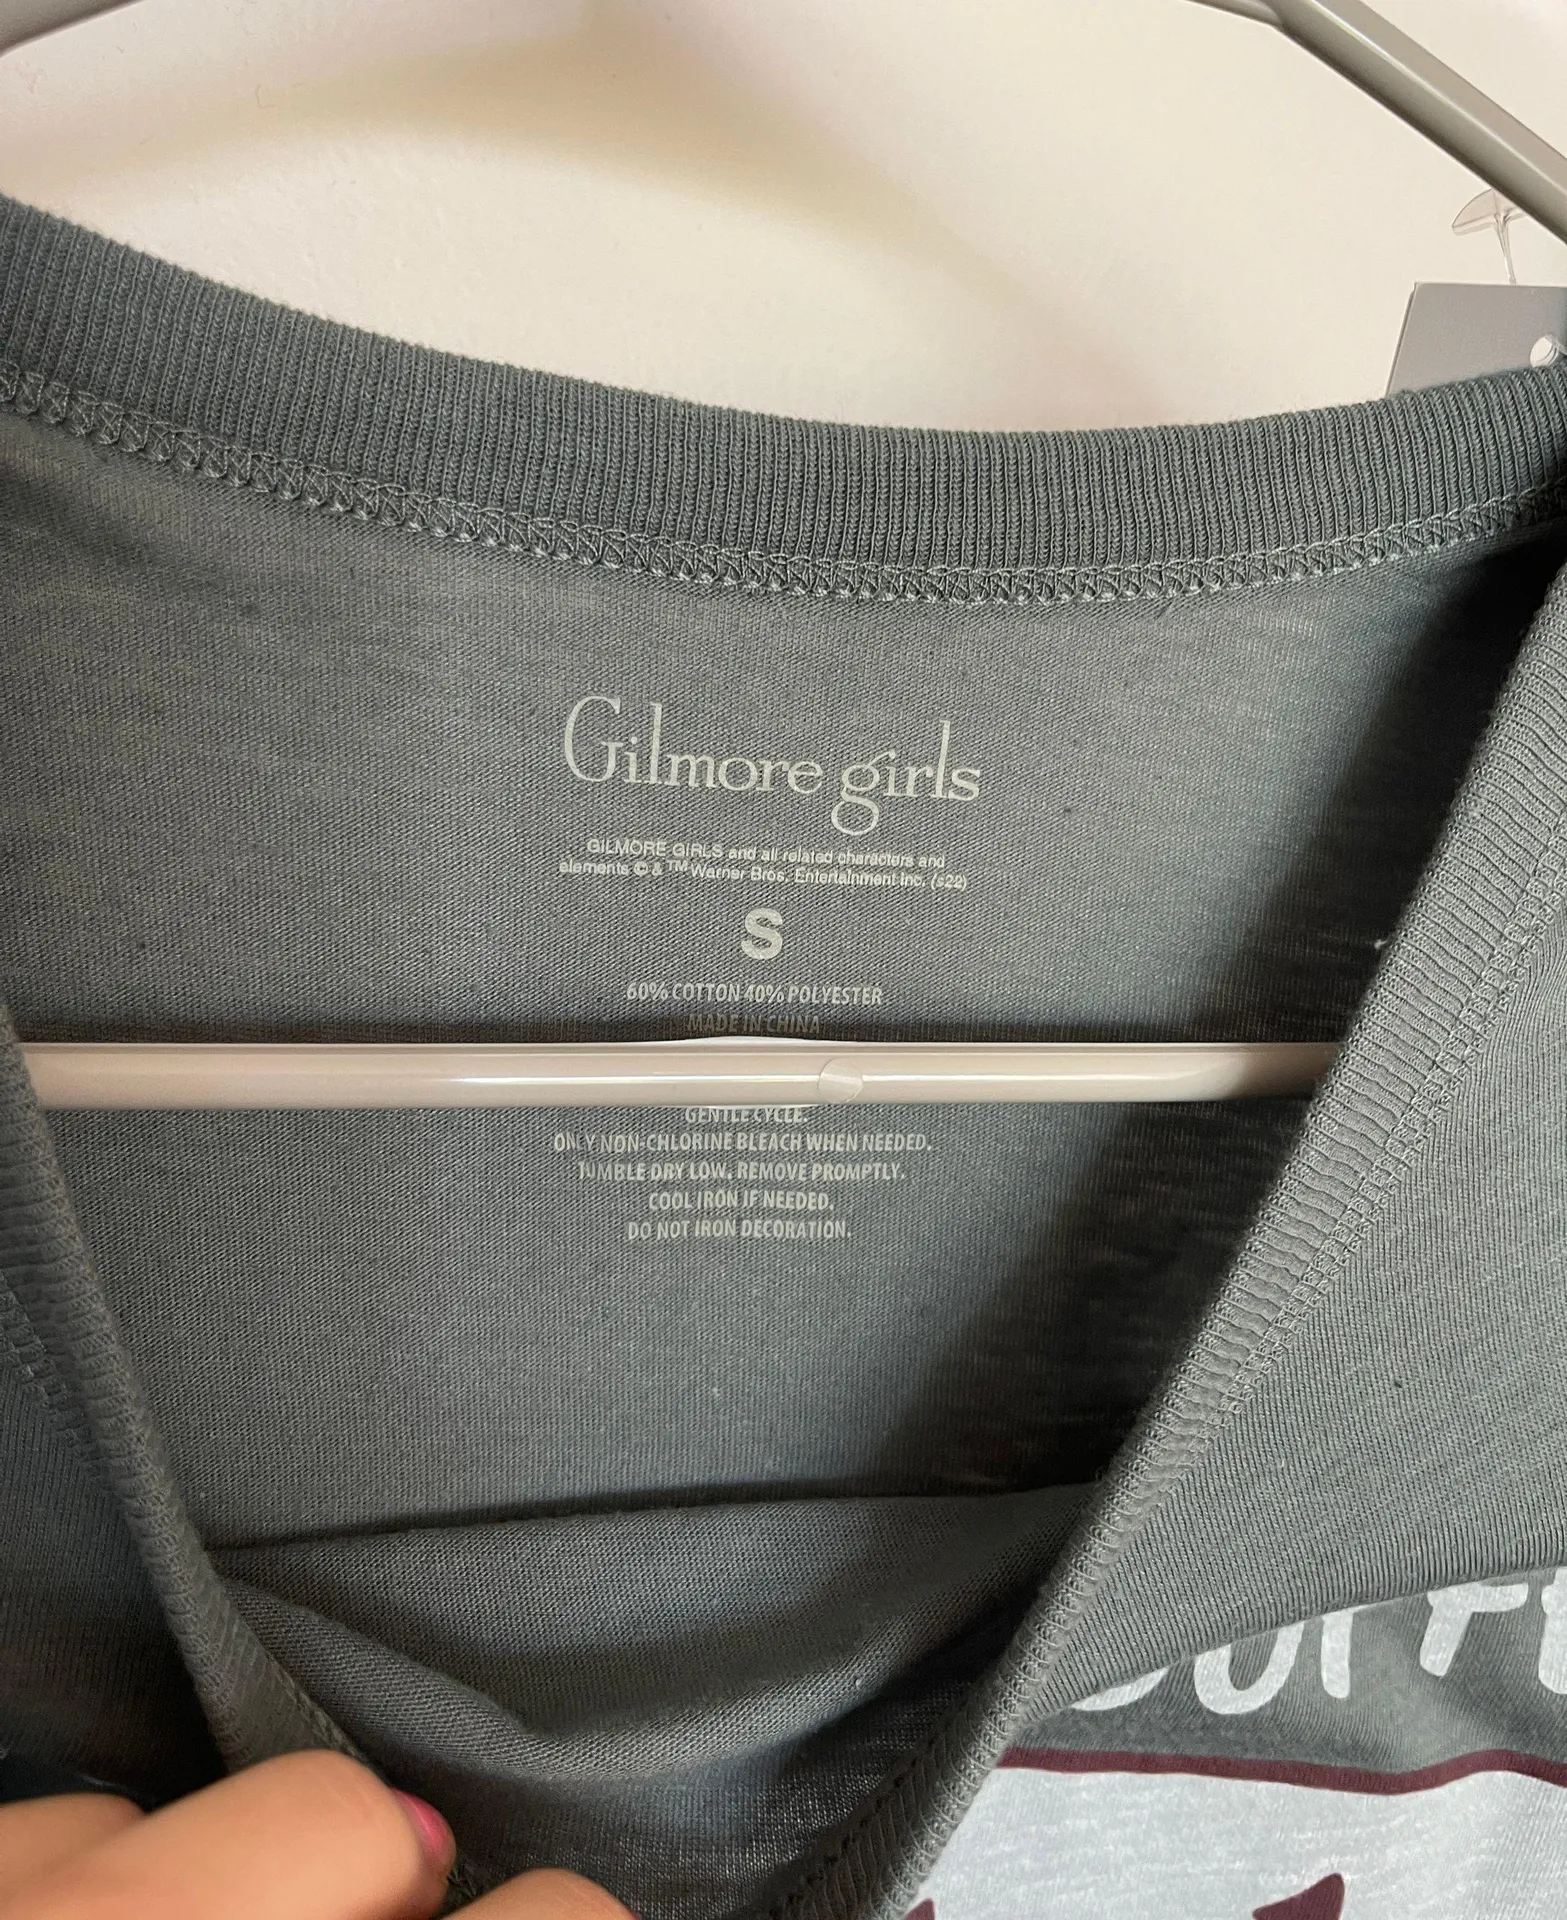 Gilmore girls
GILMORE GIRLS and all related characters and
elements © & ™ Warner Bros. Entertainment Inc. (s22)
S
60% COTTON 40% POLYESTER
MADE IN CHINA
GENTLE CYCLE.
ONLY NON-CHLORINE BLEACH WHEN NEEDED.
TUMBLE DRY LOW. REMOVE PROMPTLY.
COOL IRON IF NEEDED.
DO NOT IRON DECORATION.